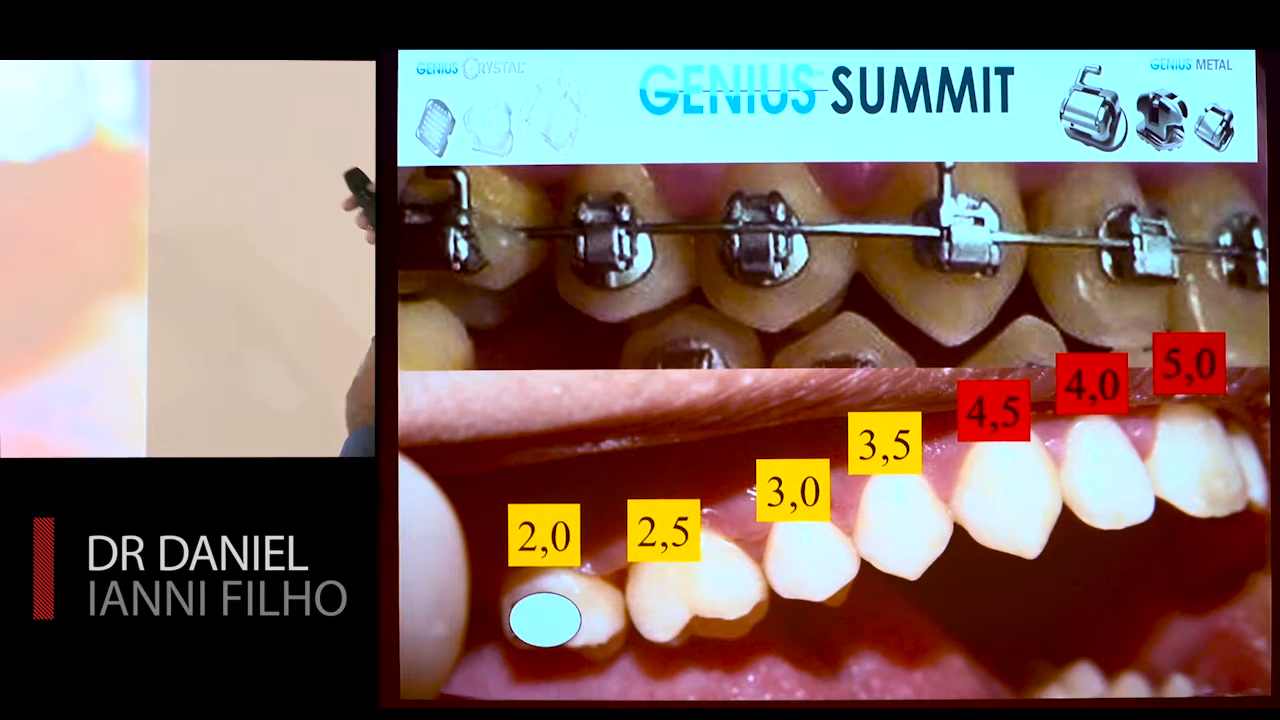 GENIUS CRYSTAL
GENIUS SUMMIT
GENIUS METAL
5,0
4,0
4,5
3,5
3,0
2,5
2,0
DR DANIEL
IANNI FILHO